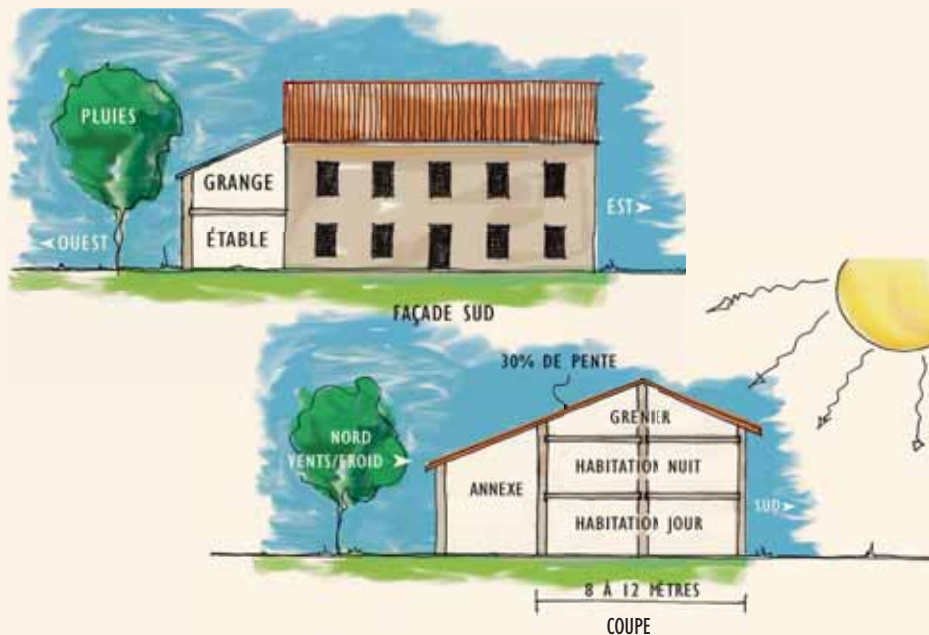 PLUIES
GRANGE
EST
OUEST
ÉTABLE
FAÇADE SUD
30% DE PENTE
GRENIER
NORD
VENTS/FROID
HABITATION NUIT
ANNEXE
SUD
HABITATION JOUR
8 À 12 MÈTRES
COUPE